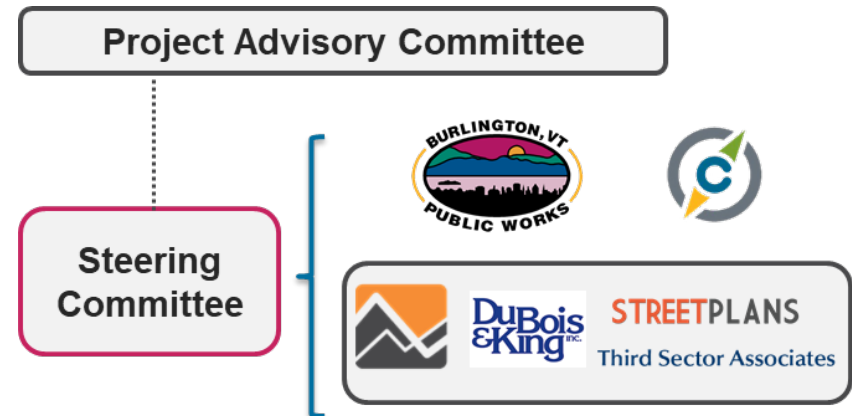 Project Advisory Committee
BURLINGTON, VT
PUBLIC WORKS
C
Steering
Committee
DuBois
&King inc.
STREETPLANS
Third Sector Associates